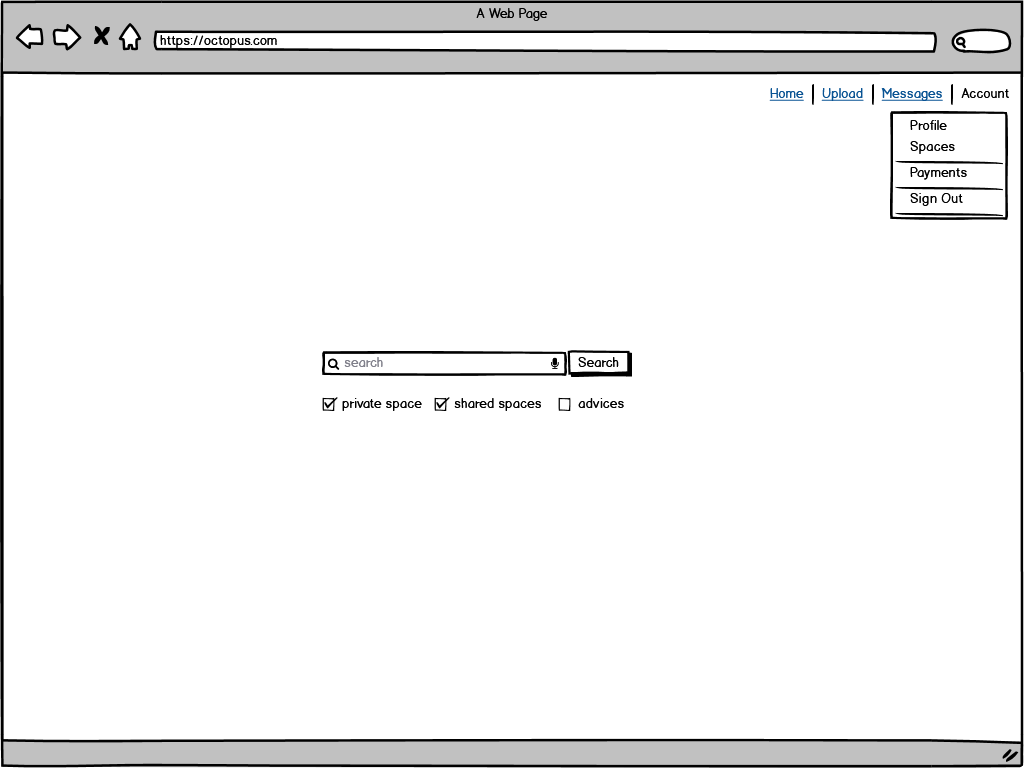 A Web Page
https://octopus.com
Home Upload Messages Account
Profile
Spaces
Payments
Sign Out
search Search
private space shared spaces advices